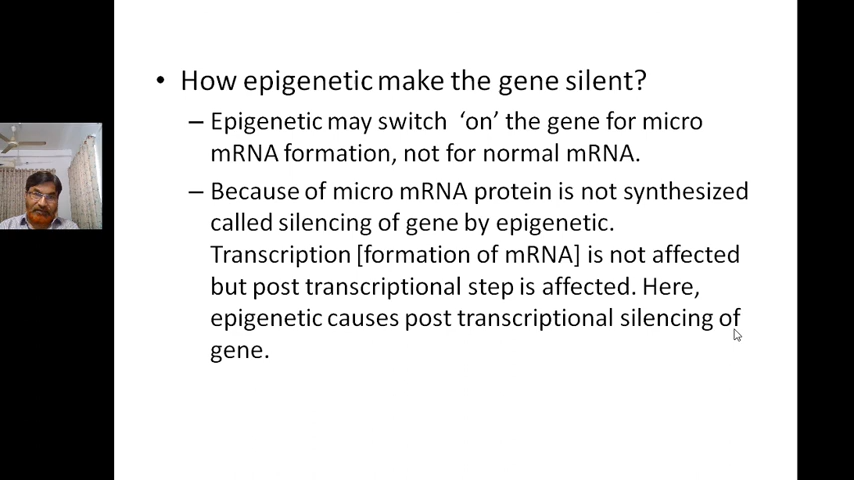 • How epigenetic make the gene silent?
– Epigenetic may switch ‘on’ the gene for micro
mRNA formation, not for normal mRNA.
– Because of micro mRNA protein is not synthesized
called silencing of gene by epigenetic.
Transcription [formation of mRNA] is not affected
but post transcriptional step is affected. Here,
epigenetic causes post transcriptional silencing of
gene.